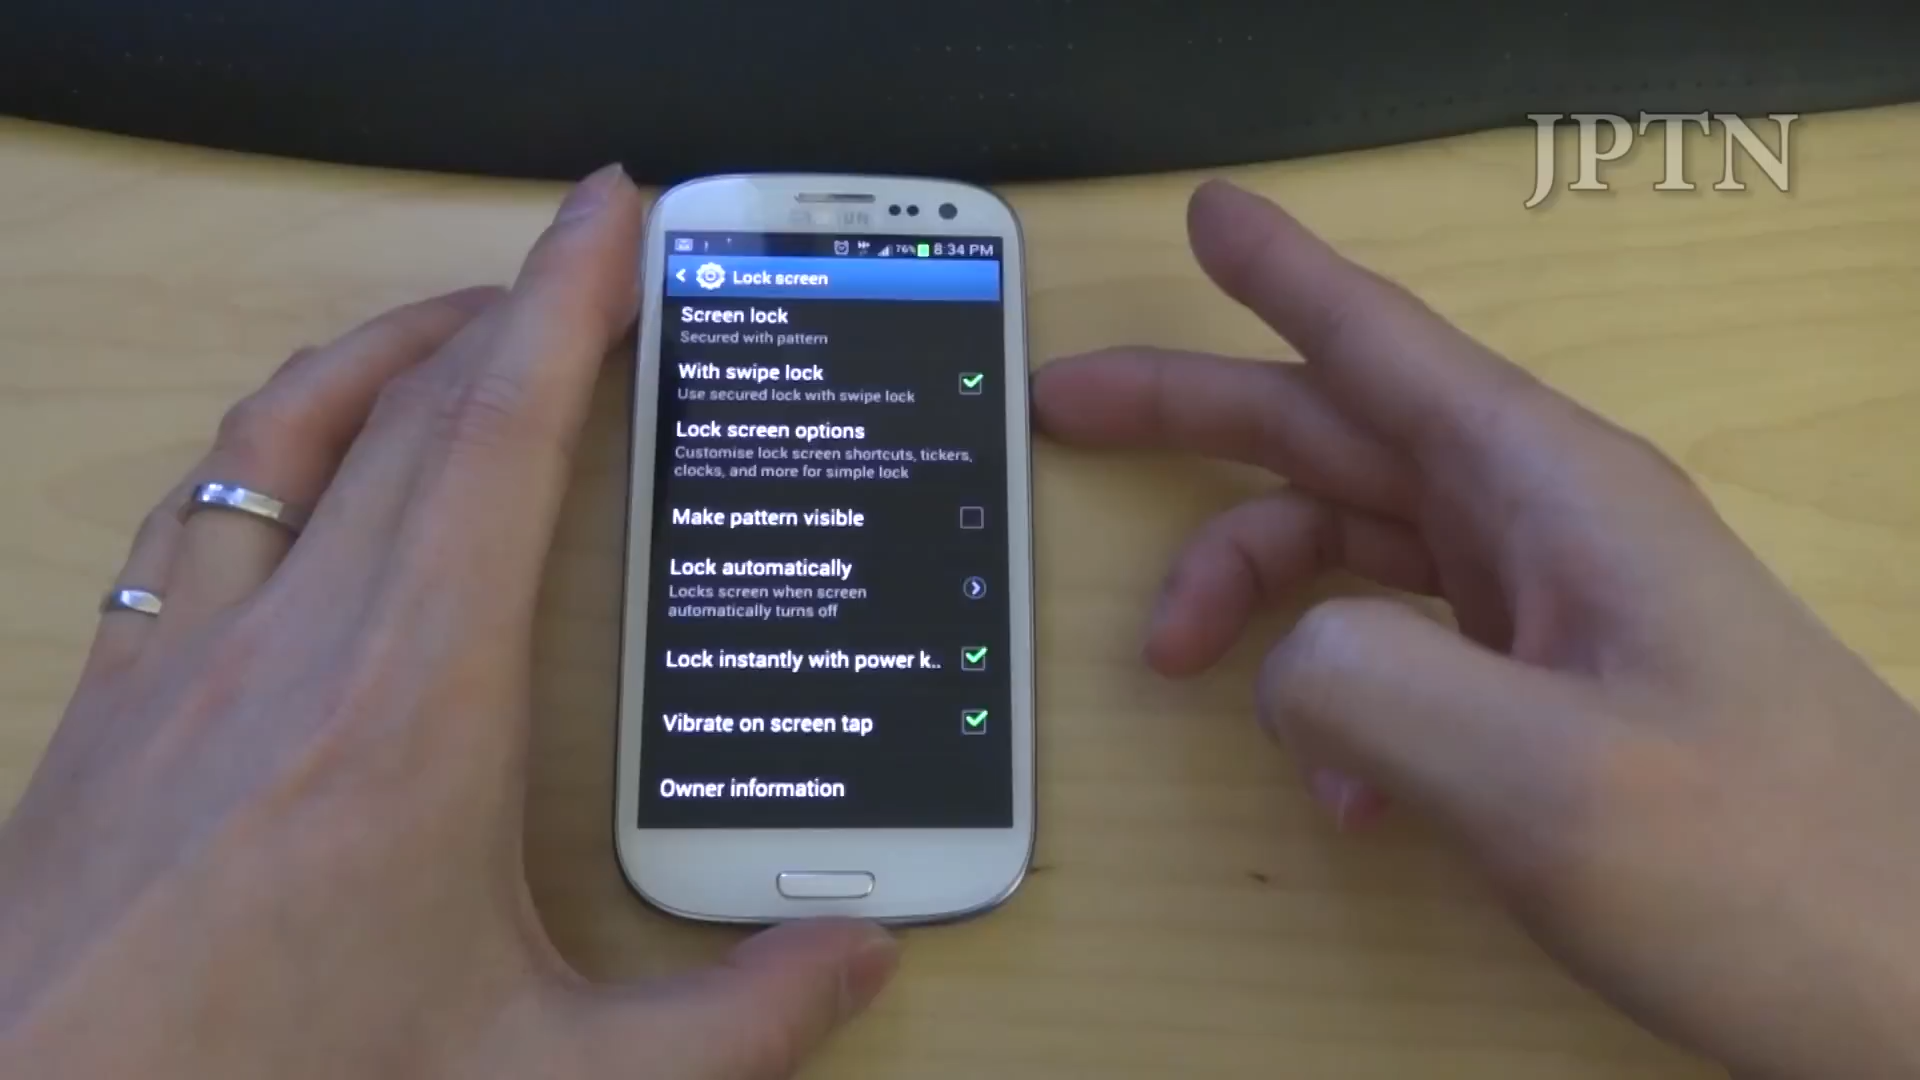 JPTN
SAMSUNG
76% 8:34 PM
Lock screen
Screen lock
Secured with pattern
With swipe lock
Use secured lock with swipe lock
Lock screen options
Customise lock screen shortcuts, tickers,
clocks, and more for simple lock
Make pattern visible
Lock automatically
Locks screen when screen
automatically turns off
Lock instantly with power k..
Vibrate on screen tap
Owner information